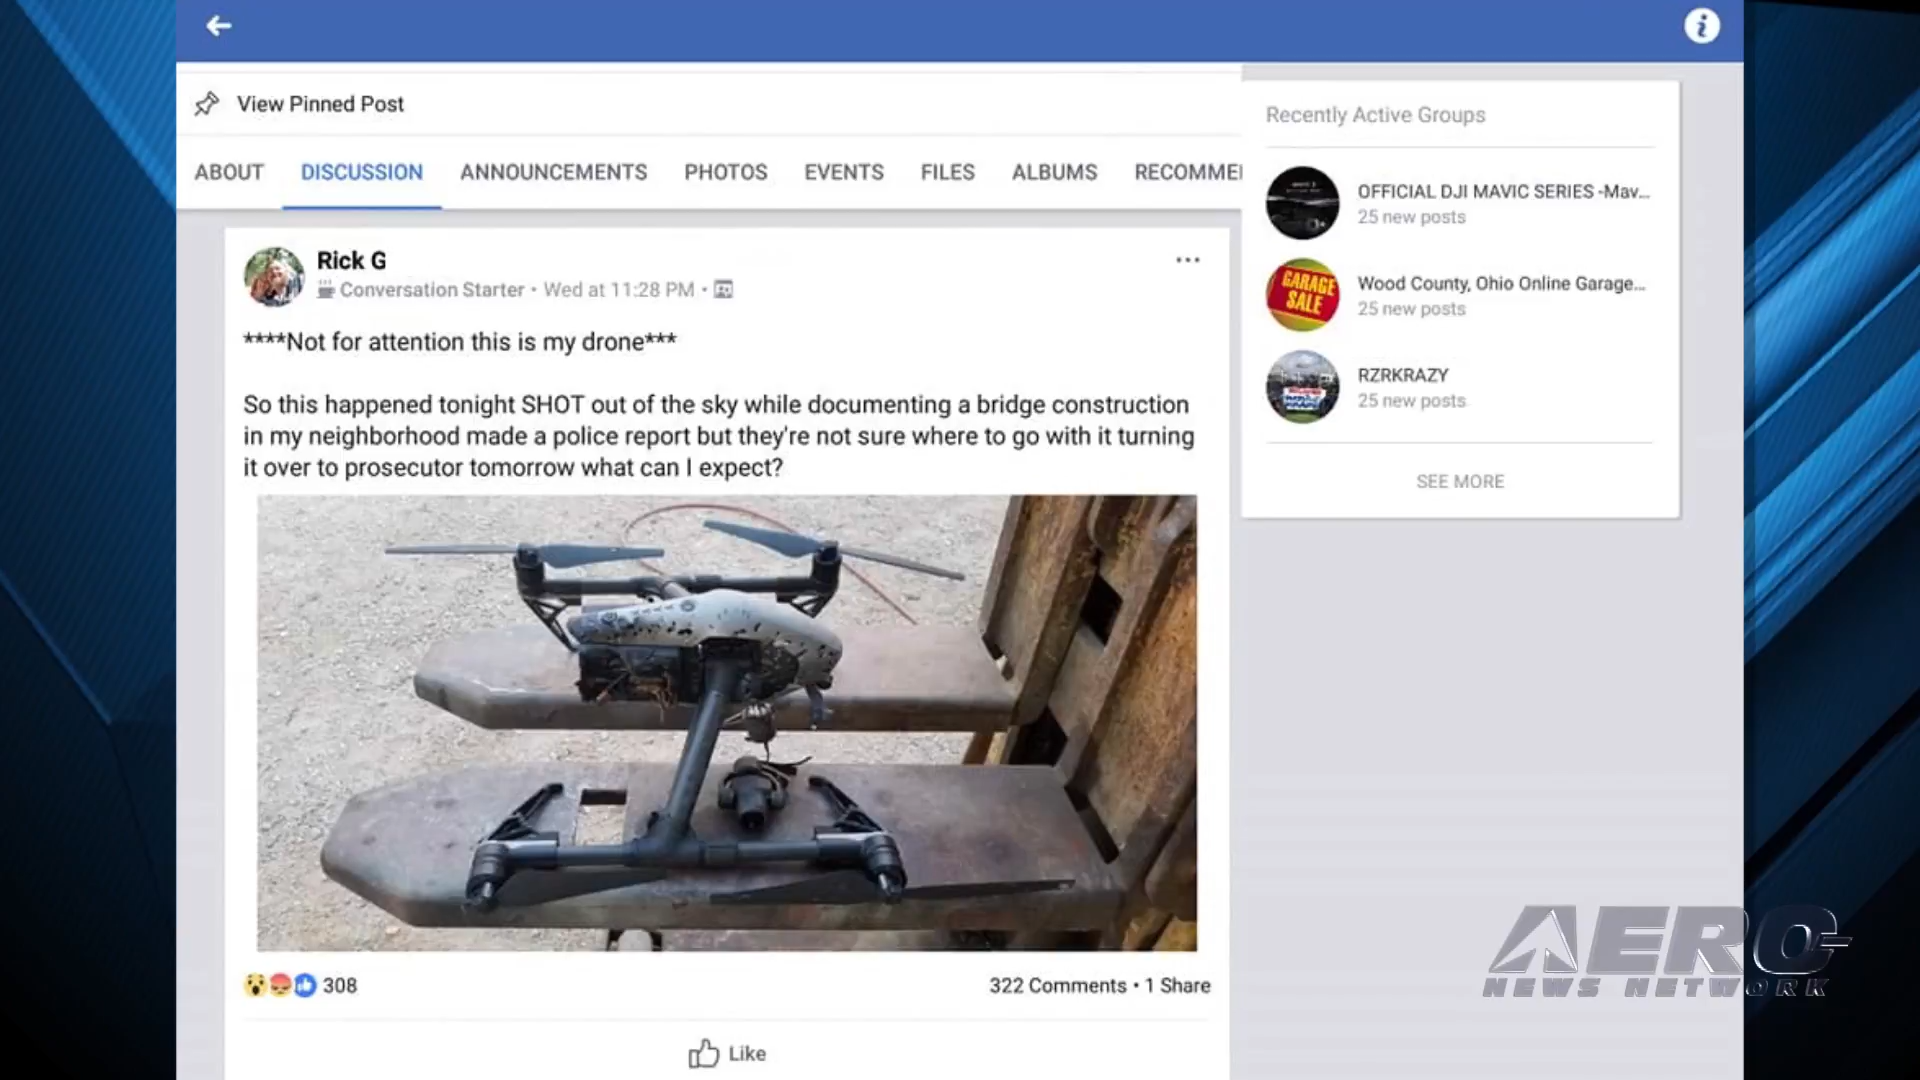 View Pinned Post
ABOUT DISCUSSION ANNOUNCEMENTS PHOTOS EVENTS FILES ALBUMS RECOMME
Rick G
Conversation Starter • Wed at 11:28 PM •
****Not for attention this is my drone***
So this happened tonight SHOT out of the sky while documenting a bridge construction
in my neighborhood made a police report but they're not sure where to go with it turning
it over to prosecutor tomorrow what can I expect?
308
322 Comments • 1 Share
Like
Recently Active Groups
OFFICIAL DJI MAVIC SERIES -Mav...
25 new posts
GARAGE
SALE
Wood County, Ohio Online Garage...
25 new posts
RZRKRAZY
25 new posts
SEE MORE
AERO-
NEWS NETWORK